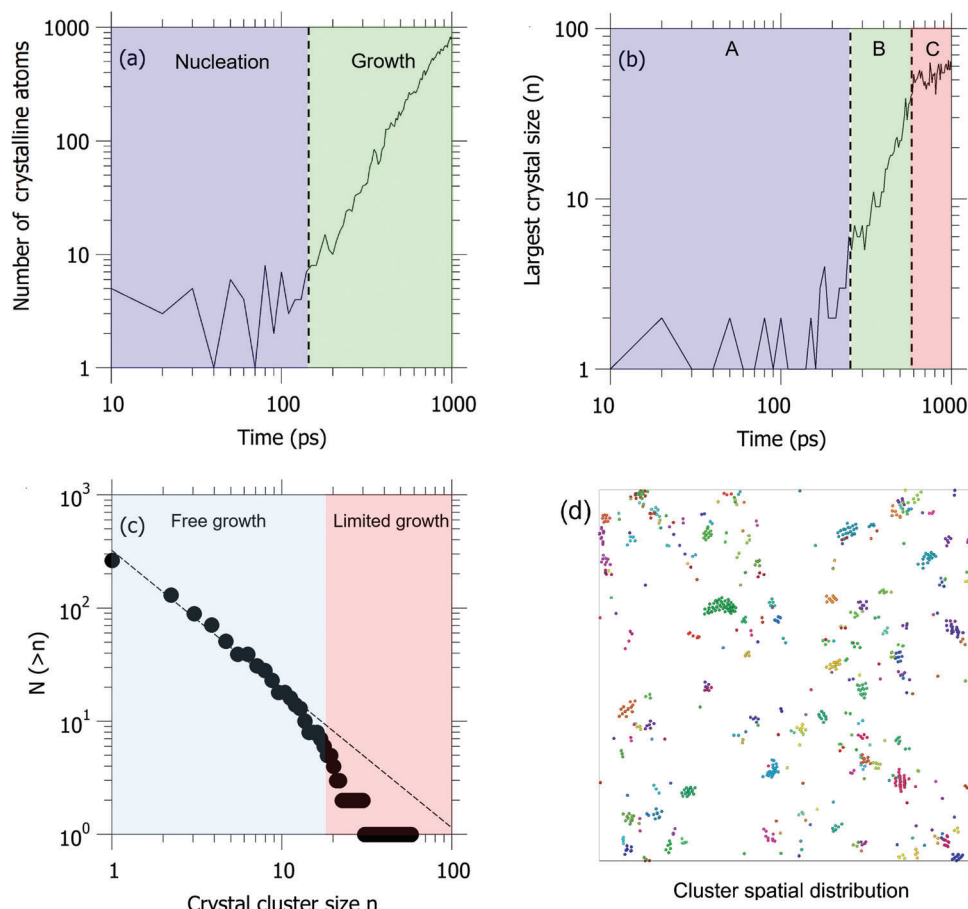 (a)
Nucleation
Growth
1000
100
10
1
10
100
1000
Number of crystalline atoms
Time (ps)
(b)
A
B
C
100
10
1
10
100
1000
Largest crystal size (n)
Time (ps)
(c)
Free growth
Limited growth
10³
10²
10¹
10⁰
1
10
100
N (>n)
Crystal cluster size n
(d)
Cluster spatial distribution